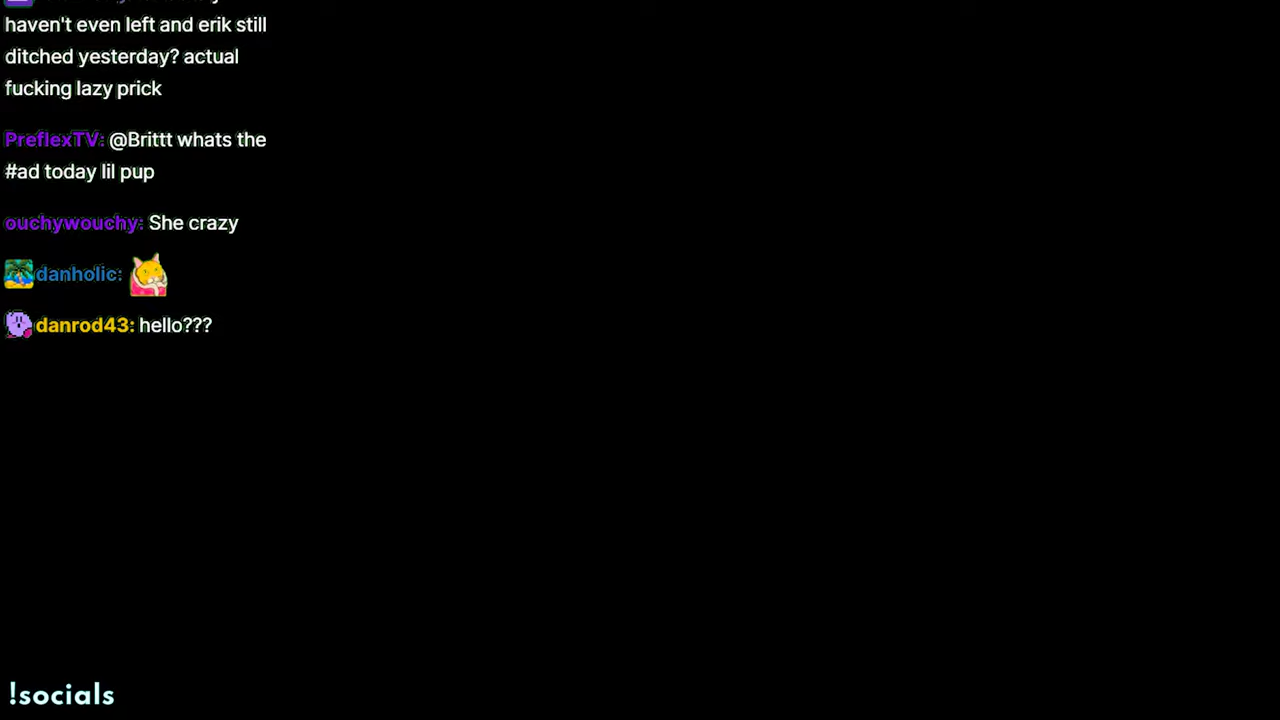 haven't even left and erik still
ditched yesterday? actual
fucking lazy prick
PreflexTV: @Brittt whats the
#ad today lil pup
ouchywouchy: She crazy
danholic:
danrod43: hello???
!socials